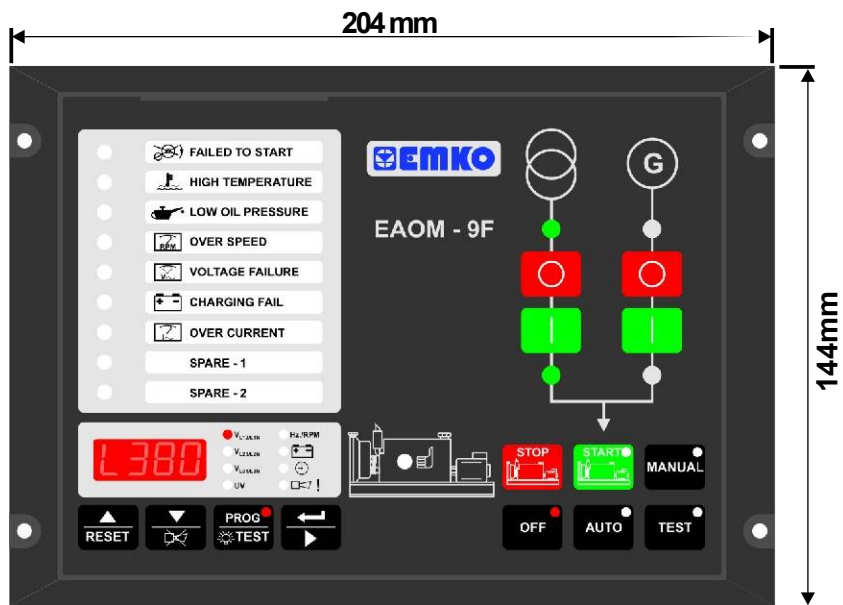 204 mm
FAILED TO START
HIGH TEMPERATURE
LOW OIL PRESSURE
RPM OVER SPEED
VOLTAGE FAILURE
CHARGING FAIL
OVER CURRENT
SPARE - 1
SPARE - 2
EMKO
EAOM - 9F
G
144mm
L380
Hz./RPM
UV
STOP
START
MANUAL
RESET
PROG
TEST
OFF
AUTO
TEST